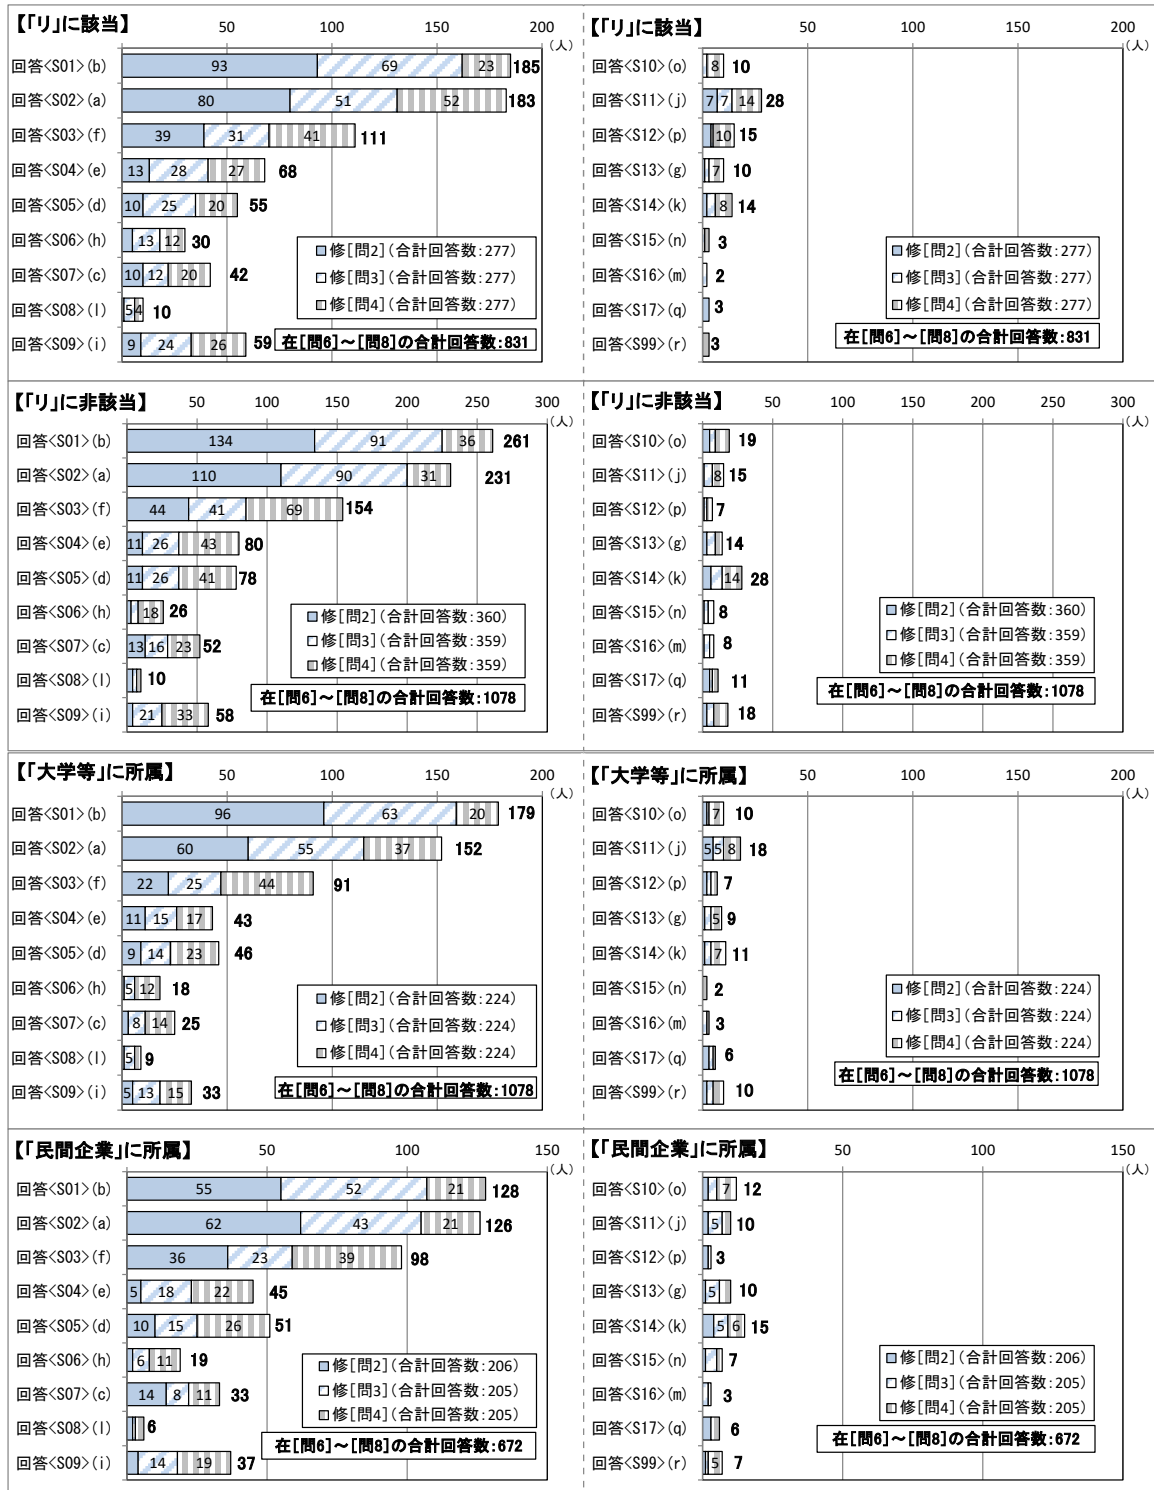 【「リ」に該当】
50 100 150 200
(人)
回答<S01>(b) 93 69 23 185
回答<S02>(a) 80 51 52 183
回答<S03>(f) 39 31 41 111
回答<S04>(e) 13 28 27 68
回答<S05>(d) 10 25 20 55
回答<S06>(h) 13 12 30
回答<S07>(c) 10 12 20 42
回答<S08>(l) 5 4 10
回答<S09>(i) 9 24 26 59
修[問2](合計回答数:277)
修[問3](合計回答数:277)
修[問4](合計回答数:277)
在[問6]～[問8]の合計回答数:831
【「リ」に該当】
0 50 100 150 200
(人)
回答<S10>(o) 8 10
回答<S11>(j) 7 7 14 28
回答<S12>(p) 10 15
回答<S13>(g) 7 10
回答<S14>(k) 8 14
回答<S15>(n) 3
回答<S16>(m) 2
回答<S17>(q) 3
回答<S99>(r) 3
修[問2](合計回答数:277)
修[問3](合計回答数:277)
修[問4](合計回答数:277)
在[問6]～[問8]の合計回答数:831
【「リ」に非該当】
50 100 150 200 250 300
(人)
回答<S01>(b) 134 91 36 261
回答<S02>(a) 110 90 31 231
回答<S03>(f) 44 41 69 154
回答<S04>(e) 11 26 43 80
回答<S05>(d) 11 26 41 78
回答<S06>(h) 18 26
回答<S07>(c) 13 16 23 52
回答<S08>(l) 10
回答<S09>(i) 21 33 58
修[問2](合計回答数:360)
修[問3](合計回答数:359)
修[問4](合計回答数:359)
在[問6]～[問8]の合計回答数:1078
【「リ」に非該当】
0 50 100 150 200 250 300
(人)
回答<S10>(o) 19
回答<S11>(j) 8 15
回答<S12>(p) 7
回答<S13>(g) 14
回答<S14>(k) 14 28
回答<S15>(n) 8
回答<S16>(m) 8
回答<S17>(q) 11
回答<S99>(r) 18
修[問2](合計回答数:360)
修[問3](合計回答数:359)
修[問4](合計回答数:359)
在[問6]～[問8]の合計回答数:1078
【「大学等」に所属】
50 100 150 200
(人)
回答<S01>(b) 96 63 20 179
回答<S02>(a) 60 55 37 152
回答<S03>(f) 22 25 44 91
回答<S04>(e) 11 15 17 43
回答<S05>(d) 9 14 23 46
回答<S06>(h) 5 12 18
回答<S07>(c) 8 14 25
回答<S08>(l) 5 9
回答<S09>(i) 5 13 15 33
修[問2](合計回答数:224)
修[問3](合計回答数:224)
修[問4](合計回答数:224)
在[問6]～[問8]の合計回答数:1078
【「大学等」に所属】
0 50 100 150 200
(人)
回答<S10>(o) 7 10
回答<S11>(j) 5 5 8 18
回答<S12>(p) 7
回答<S13>(g) 5 9
回答<S14>(k) 7 11
回答<S15>(n) 2
回答<S16>(m) 3
回答<S17>(q) 6
回答<S99>(r) 10
修[問2](合計回答数:224)
修[問3](合計回答数:224)
修[問4](合計回答数:224)
在[問6]～[問8]の合計回答数:1078
【「民間企業」に所属】
50 100 150
(人)
回答<S01>(b) 55 52 21 128
回答<S02>(a) 62 43 21 126
回答<S03>(f) 36 23 39 98
回答<S04>(e) 5 18 22 45
回答<S05>(d) 10 15 26 51
回答<S06>(h) 6 11 19
回答<S07>(c) 14 8 11 33
回答<S08>(l) 6
回答<S09>(i) 14 19 37
修[問2](合計回答数:206)
修[問3](合計回答数:205)
修[問4](合計回答数:205)
在[問6]～[問8]の合計回答数:672
【「民間企業」に所属】
0 50 100 150
(人)
回答<S10>(o) 7 12
回答<S11>(j) 5 10
回答<S12>(p) 3
回答<S13>(g) 5 10
回答<S14>(k) 5 6 15
回答<S15>(n) 7
回答<S16>(m) 3
回答<S17>(q) 6
回答<S99>(r) 5 7
修[問2](合計回答数:206)
修[問3](合計回答数:205)
修[問4](合計回答数:205)
在[問6]～[問8]の合計回答数:672